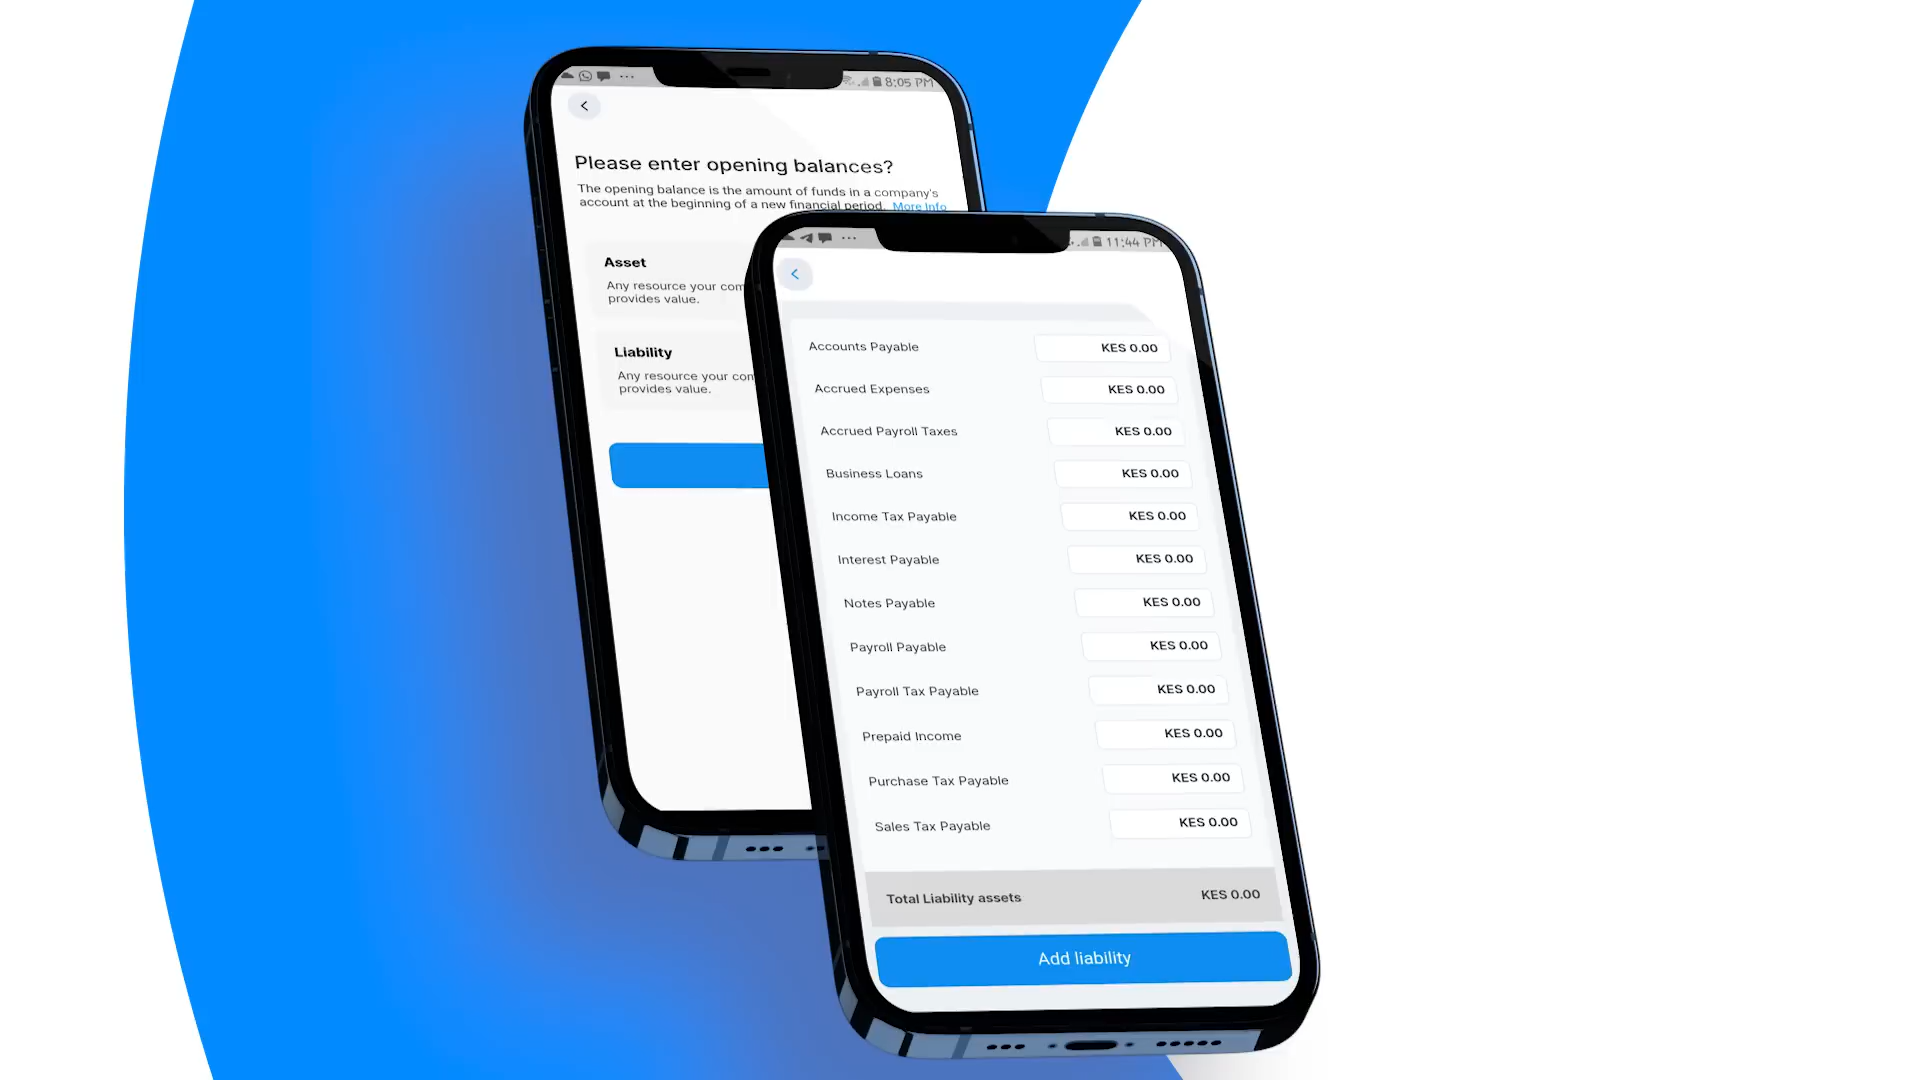 8:05 PM
Please enter opening balances?
The opening balance is the amount of funds in a company's
account at the beginning of a new financial period. More Info
Asset
Any resource your
provides value.
Liability
Any resource your
provides value.
11:44 PM
Accounts Payable KES 0.00
Accrued Expenses KES 0.00
Accrued Payroll Taxes KES 0.00
Business Loans KES 0.00
Income Tax Payable KES 0.00
Interest Payable KES 0.00
Notes Payable KES 0.00
Payroll Payable KES 0.00
Payroll Tax Payable KES 0.00
Prepaid Income KES 0.00
Purchase Tax Payable KES 0.00
Sales Tax Payable KES 0.00
Total Liability assets KES 0.00
Add liability